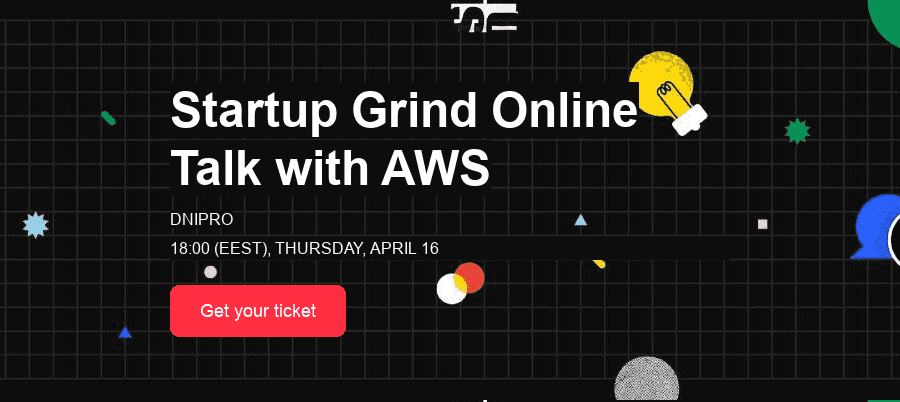 Startup Grind Online
Talk with AWS
DNIPRO
18:00 (EEST), THURSDAY, APRIL 16
Get your ticket